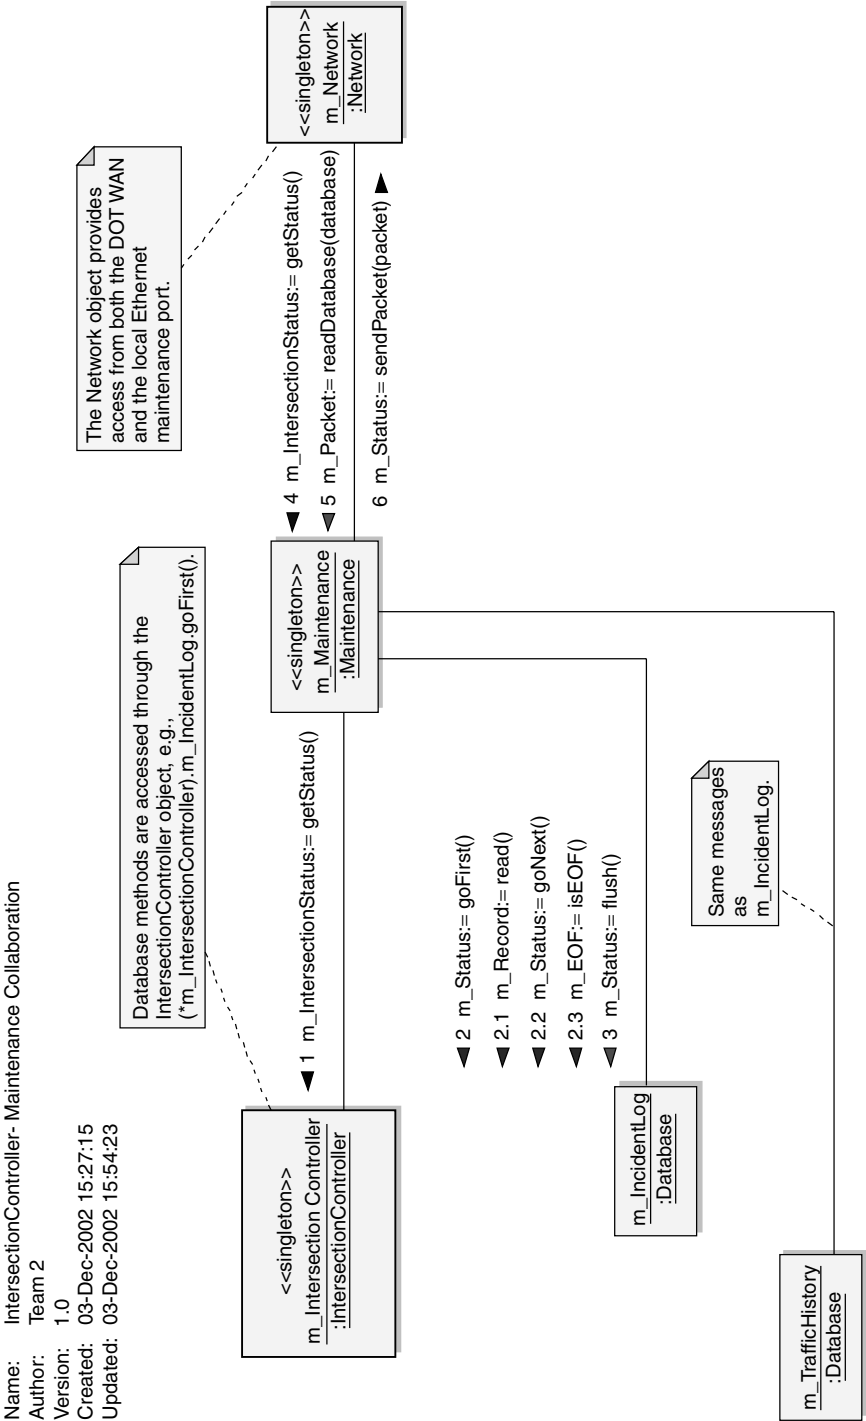 Name: IntersectionController- Maintenance Collaboration
Author: Team 2
Version: 1.0
Created: 03-Dec-2002 15:27:15
Updated: 03-Dec-2002 15:54:23
Database methods are accessed through the
IntersectionController object, e.g.,
(*m_IntersectionController).m_IncidentLog.goFirst().
The Network object provides
access from both the DOT WAN
and the local Ethernet
maintenance port.
<<singleton>>
m_Intersection Controller
:IntersectionController
1 m_IntersectionStatus:= getStatus()
<<singleton>>
m_Maintenance
:Maintenance
4 m_IntersectionStatus:= getStatus()
5 m_Packet:= readDatabase(database)
6 m_Status:= sendPacket(packet)
<<singleton>>
m_Network
:Network
2 m_Status:= goFirst()
2.1 m_Record:= read()
2.2 m_Status:= goNext()
2.3 m_EOF:= isEOF()
3 m_Status:= flush()
m_IncidentLog
:Database
Same messages
as
m_IncidentLog.
m_TrafficHistory
:Database